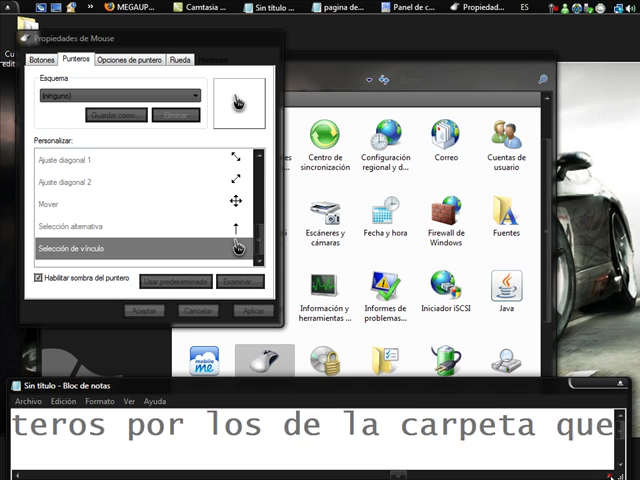 MEGAUP...
Camtasia ...
Sin título ...
pagina de...
Panel de c...
Propiedad...
ES
Propiedades de Mouse
Botones
Punteros
Opciones de puntero
Rueda
Hardware
Esquema
(ninguno)
Guardar como...
Eliminar
Personalizar:
Ajuste diagonal 1
Ajuste diagonal 2
Mover
Selección alternativa
Selección de vínculo
Habilitar sombra del puntero
Usar predeterminado
Examinar...
Aceptar
Cancelar
Aplicar
Centro de
sincronización
Configuración
regional y d...
Correo
Cuentas de
usuario
Escáneres y
cámaras
Fecha y hora
Firewall de
Windows
Fuentes
Información y
herramientas ...
Informes de
problemas...
Iniciador iSCSI
Java
mobile
me
Sin título - Bloc de notas
Archivo
Edición
Formato
Ver
Ayuda
teros por los de la carpeta que